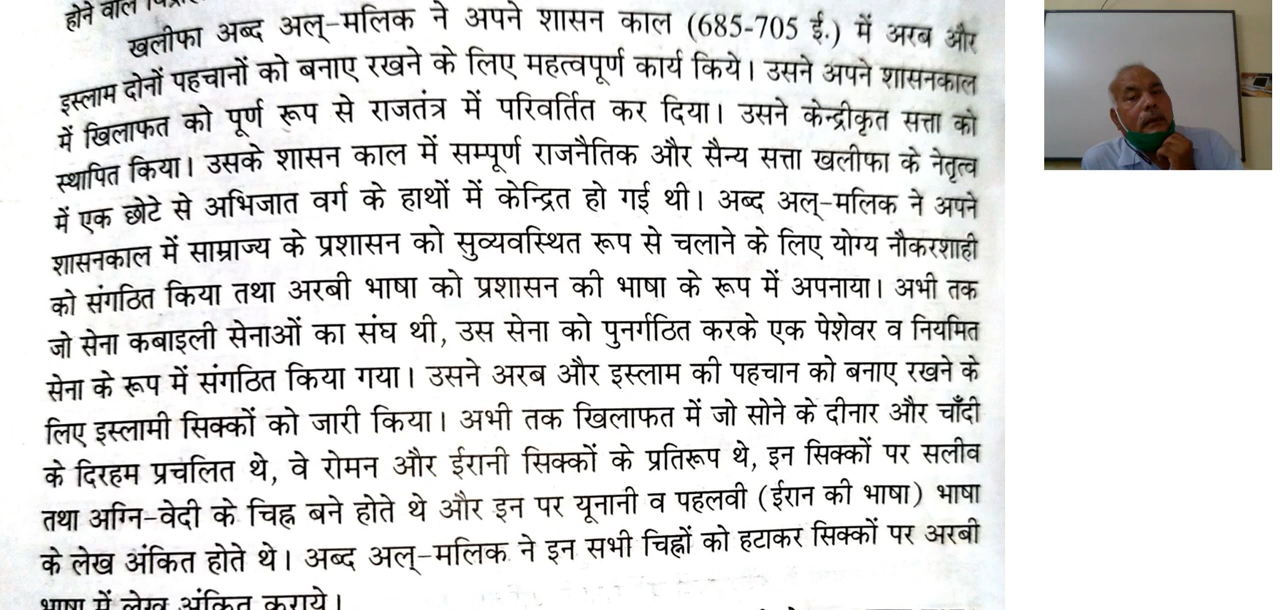 होने वाले
खलीफा अब्द अल्-मलिक ने अपने शासन काल (685-705 ई.) में अरब और
इस्लाम दोनों पहचानों को बनाए रखने के लिए महत्वपूर्ण कार्य किये। उसने अपने शासनकाल
में खिलाफत को पूर्ण रूप से राजतंत्र में परिवर्तित कर दिया। उसने केन्द्रीकृत सत्ता को
स्थापित किया। उसके शासन काल में सम्पूर्ण राजनैतिक और सैन्य सत्ता खलीफा के नेतृत्व
में एक छोटे से अभिजात वर्ग के हाथों में केन्द्रित हो गई थी। अब्द अल्-मलिक ने अपने
शासनकाल में साम्राज्य के प्रशासन को सुव्यवस्थित रूप से चलाने के लिए योग्य नौकरशाही
को संगठित किया तथा अरबी भाषा को प्रशासन की भाषा के रूप में अपनाया। अभी तक
जो सेना कबाइली सेनाओं का संघ थी, उस सेना को पुनर्गठित करके एक पेशेवर व नियमित
सेना के रूप में संगठित किया गया। उसने अरब और इस्लाम की पहचान को बनाए रखने के
लिए इस्लामी सिक्कों को जारी किया। अभी तक खिलाफत में जो सोने के दीनार और चाँदी
के दिरहम प्रचलित थे, वे रोमन और ईरानी सिक्कों के प्रतिरूप थे, इन सिक्कों पर सलीव
तथा अग्नि-वेदी के चिह्न बने होते थे और इन पर यूनानी व पहलवी (ईरान की भाषा) भाषा
के लेख अंकित होते थे। अब्द अल्-मलिक ने इन सभी चिह्नों को हटाकर सिक्कों पर अरबी
भाषा में लेख अंकित कराये।